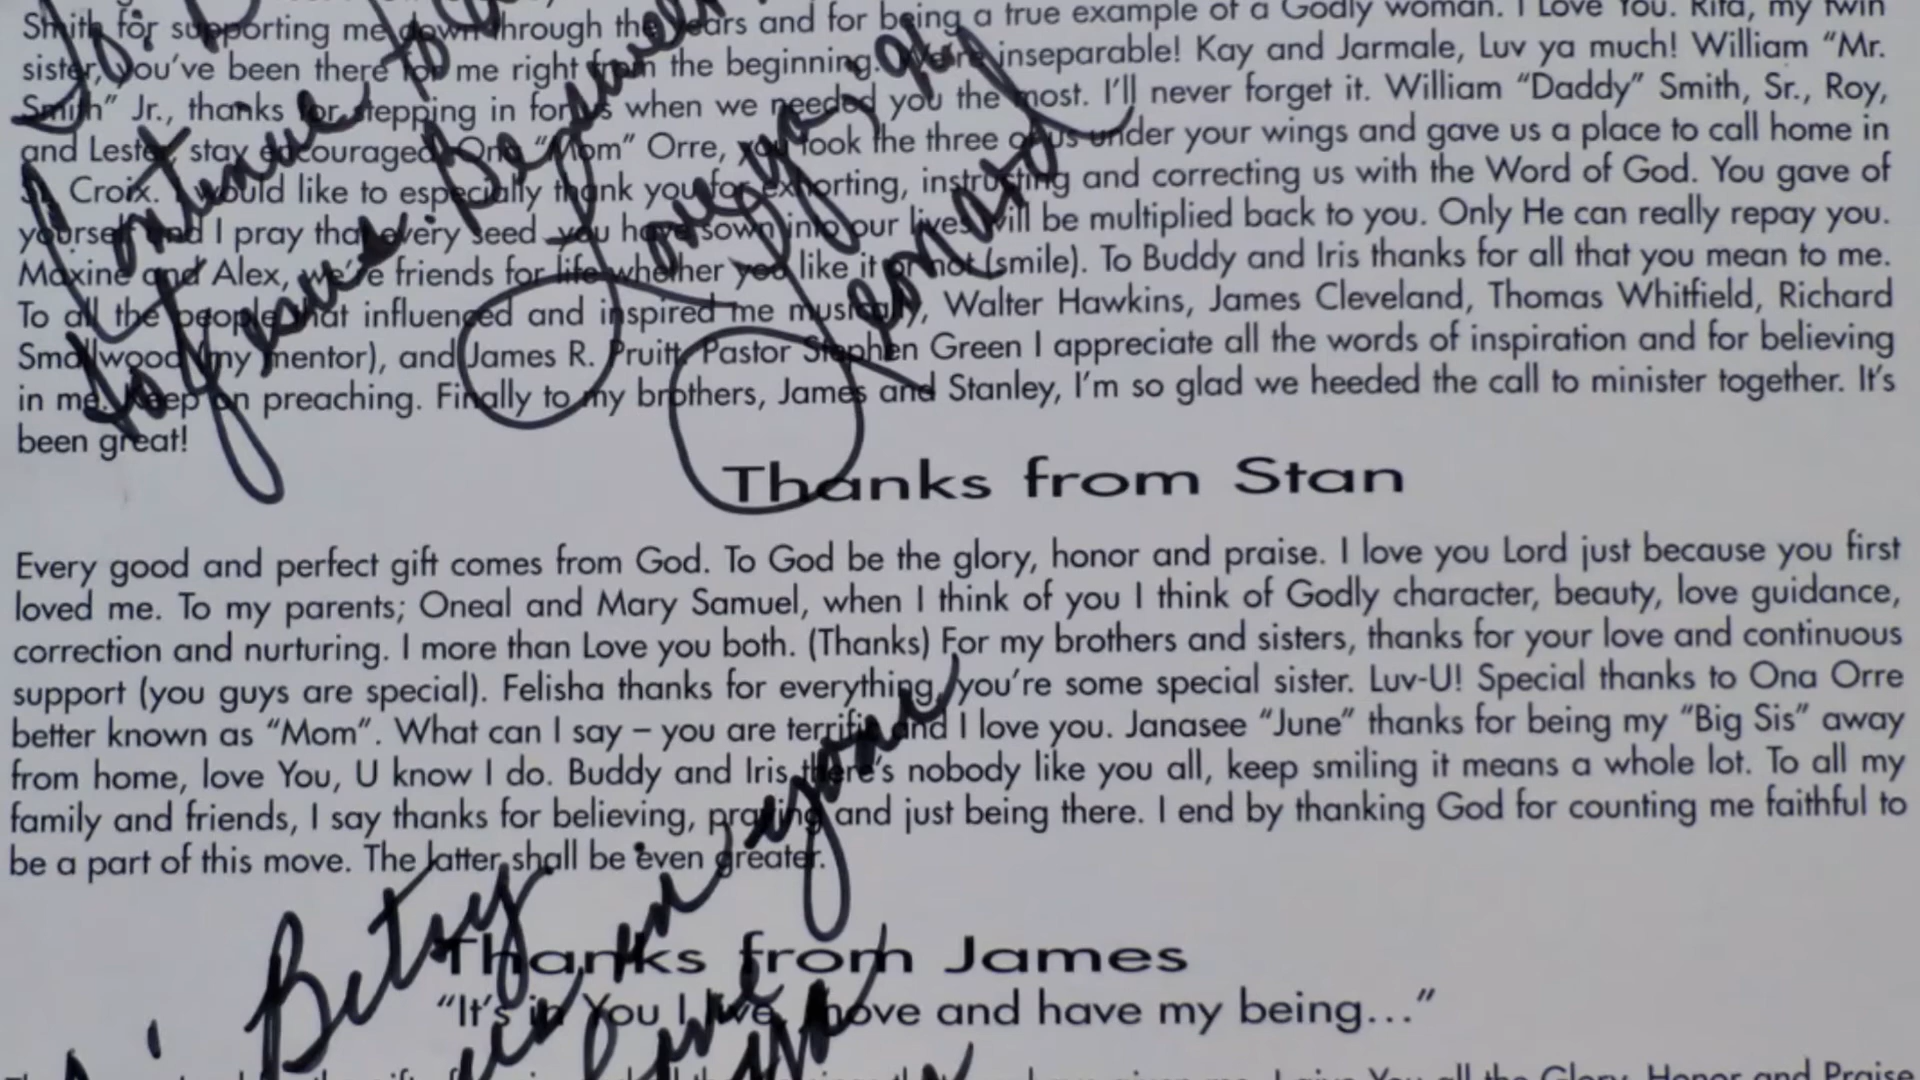 Smith for supporting me down through the years and for being a true example of a Godly woman. I Love You. Rita, my twin
sister, you've been there for me right from the beginning. We're inseparable! Kay and Jarmale, Luv ya much! William “Mr.
Smith” Jr., thanks for stepping in for us when we needed you the most. I'll never forget it. William “Daddy” Smith, Sr., Roy,
and Lester, stay encouraged. Ona “Mom” Orre, you took the three of us under your wings and gave us a place to call home in
St. Croix. I would like to especially thank you for exhorting, instructing and correcting us with the Word of God. You gave of
yourself and I pray that every seed you have sown into our lives will be multiplied back to you. Only He can really repay you.
Maxine and Alex, we're friends for life whether you like it or not (smile). To Buddy and Iris thanks for all that you mean to me.
To all the people that influenced and inspired me musically, Walter Hawkins, James Cleveland, Thomas Whitfield, Richard
Smallwood (my mentor), and James R. Pruitt, Pastor Stephen Green I appreciate all the words of inspiration and for believing
in me. Keep on preaching. Finally to my brothers, James and Stanley, I'm so glad we heeded the call to minister together. It's
been great!
Continue to
to Jesus
Leonard
Thanks from Stan
Every good and perfect gift comes from God. To God be the glory, honor and praise. I love you Lord just because you first
loved me. To my parents; Oneal and Mary Samuel, when I think of you I think of Godly character, beauty, love guidance,
correction and nurturing. I more than Love you both. (Thanks) For my brothers and sisters, thanks for your love and continuous
support (you guys are special). Felisha thanks for everything, you're some special sister. Luv-U! Special thanks to Ona Orre
better known as “Mom”. What can I say – you are terrific and I love you. Janasee “June” thanks for being my “Big Sis” away
from home, love You, U know I do. Buddy and Iris there's nobody like you all, keep smiling it means a whole lot. To all my
family and friends, I say thanks for believing, praying and just being there. I end by thanking God for counting me faithful to
be a part of this move. The latter shall be even greater.
Betsy
Thanks from James
“It's in You I live, move and have my being...”
You all the Glory, Honor and Praise